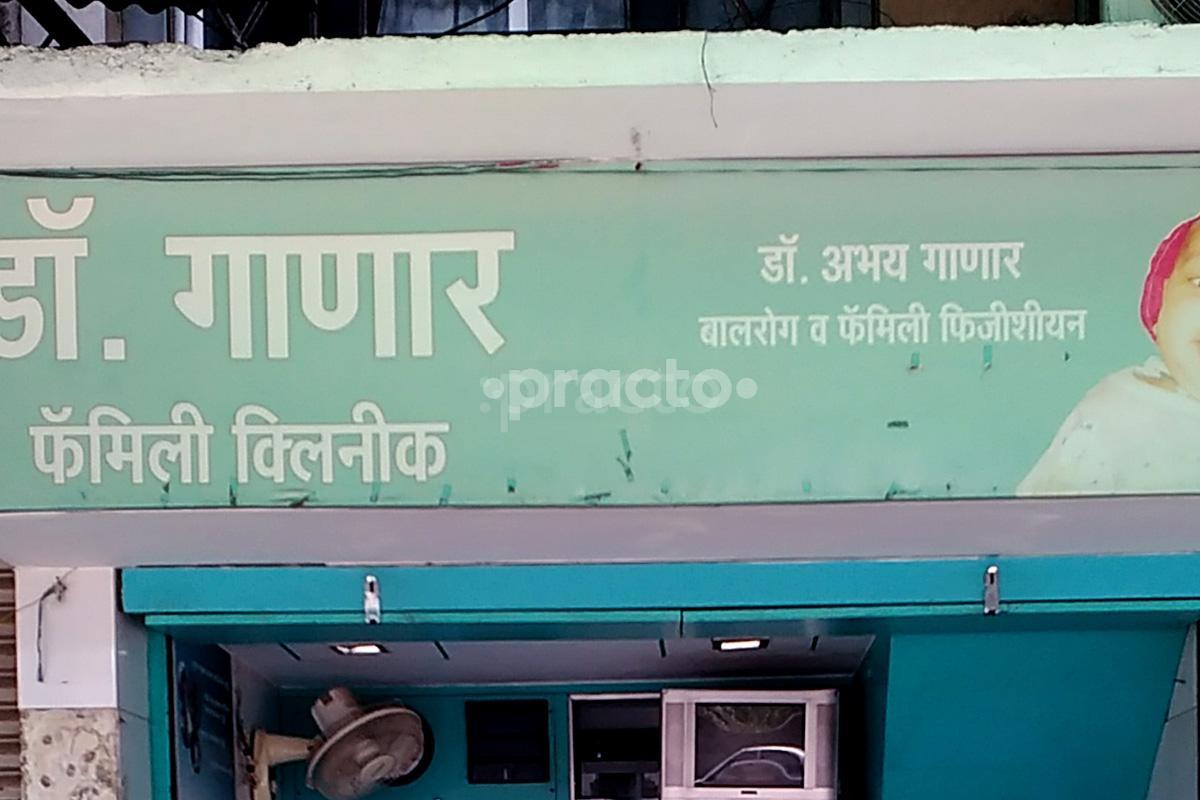 डॉ. गाणार
फॅमिली क्लिनीक
डॉ. अभय गाणार
बालरोग व फॅमिली फिजीशीयन
•practo•